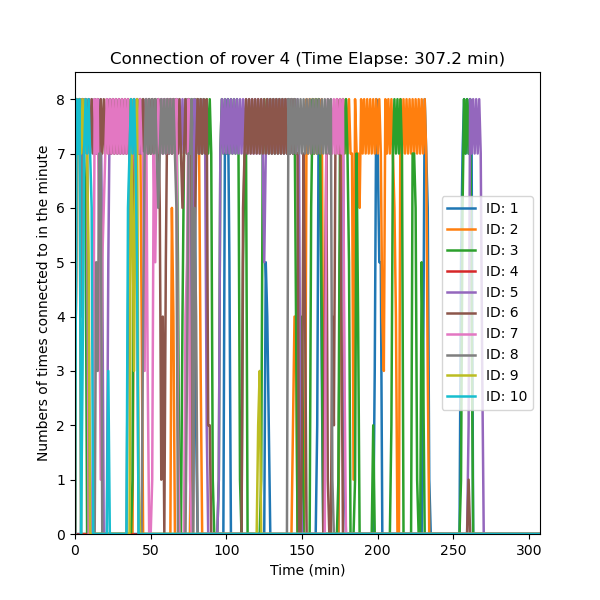 Connection of rover 4 (Time Elapse: 307.2 min)
Numbers of times connected to in the minute
8
7
6
5
4
3
2
1
0
0 50 100 150 200 250 300
Time (min)
ID: 1
ID: 2
ID: 3
ID: 4
ID: 5
ID: 6
ID: 7
ID: 8
ID: 9
ID: 10